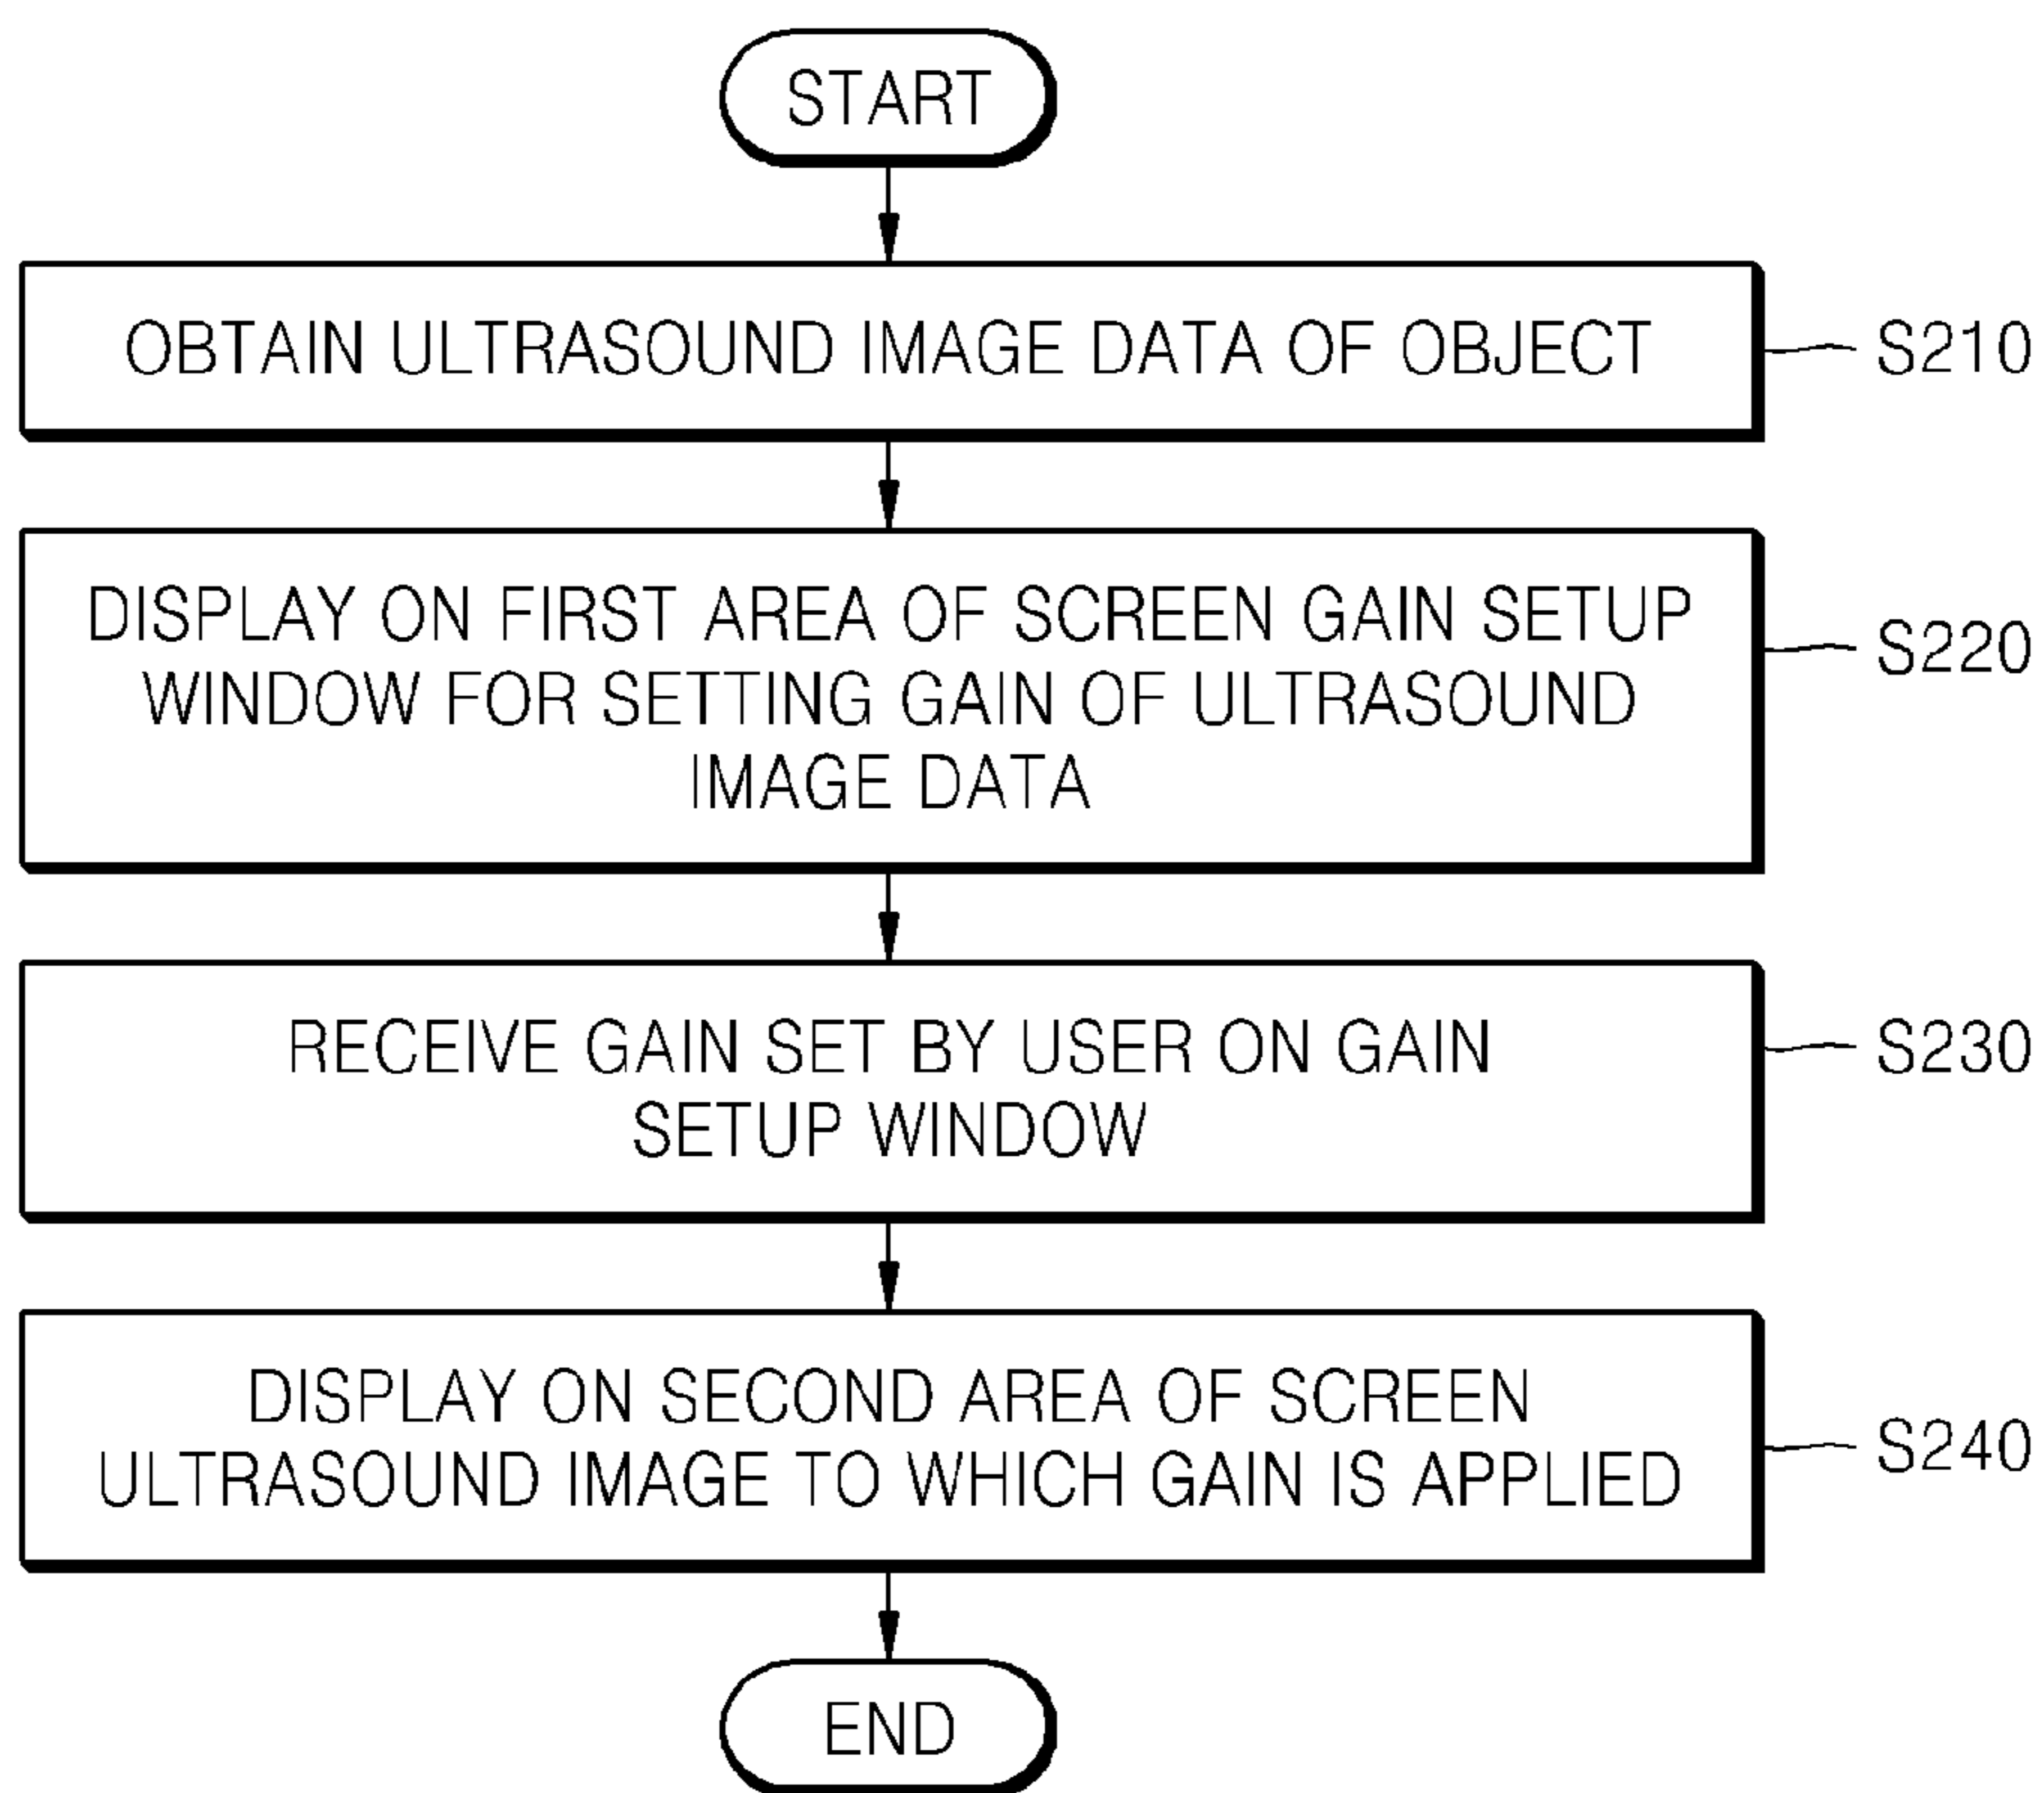 START
OBTAIN ULTRASOUND IMAGE DATA OF OBJECT
S210
DISPLAY ON FIRST AREA OF SCREEN GAIN SETUP
WINDOW FOR SETTING GAIN OF ULTRASOUND
IMAGE DATA
S220
RECEIVE GAIN SET BY USER ON GAIN
SETUP WINDOW
S230
DISPLAY ON SECOND AREA OF SCREEN
ULTRASOUND IMAGE TO WHICH GAIN IS APPLIED
S240
END